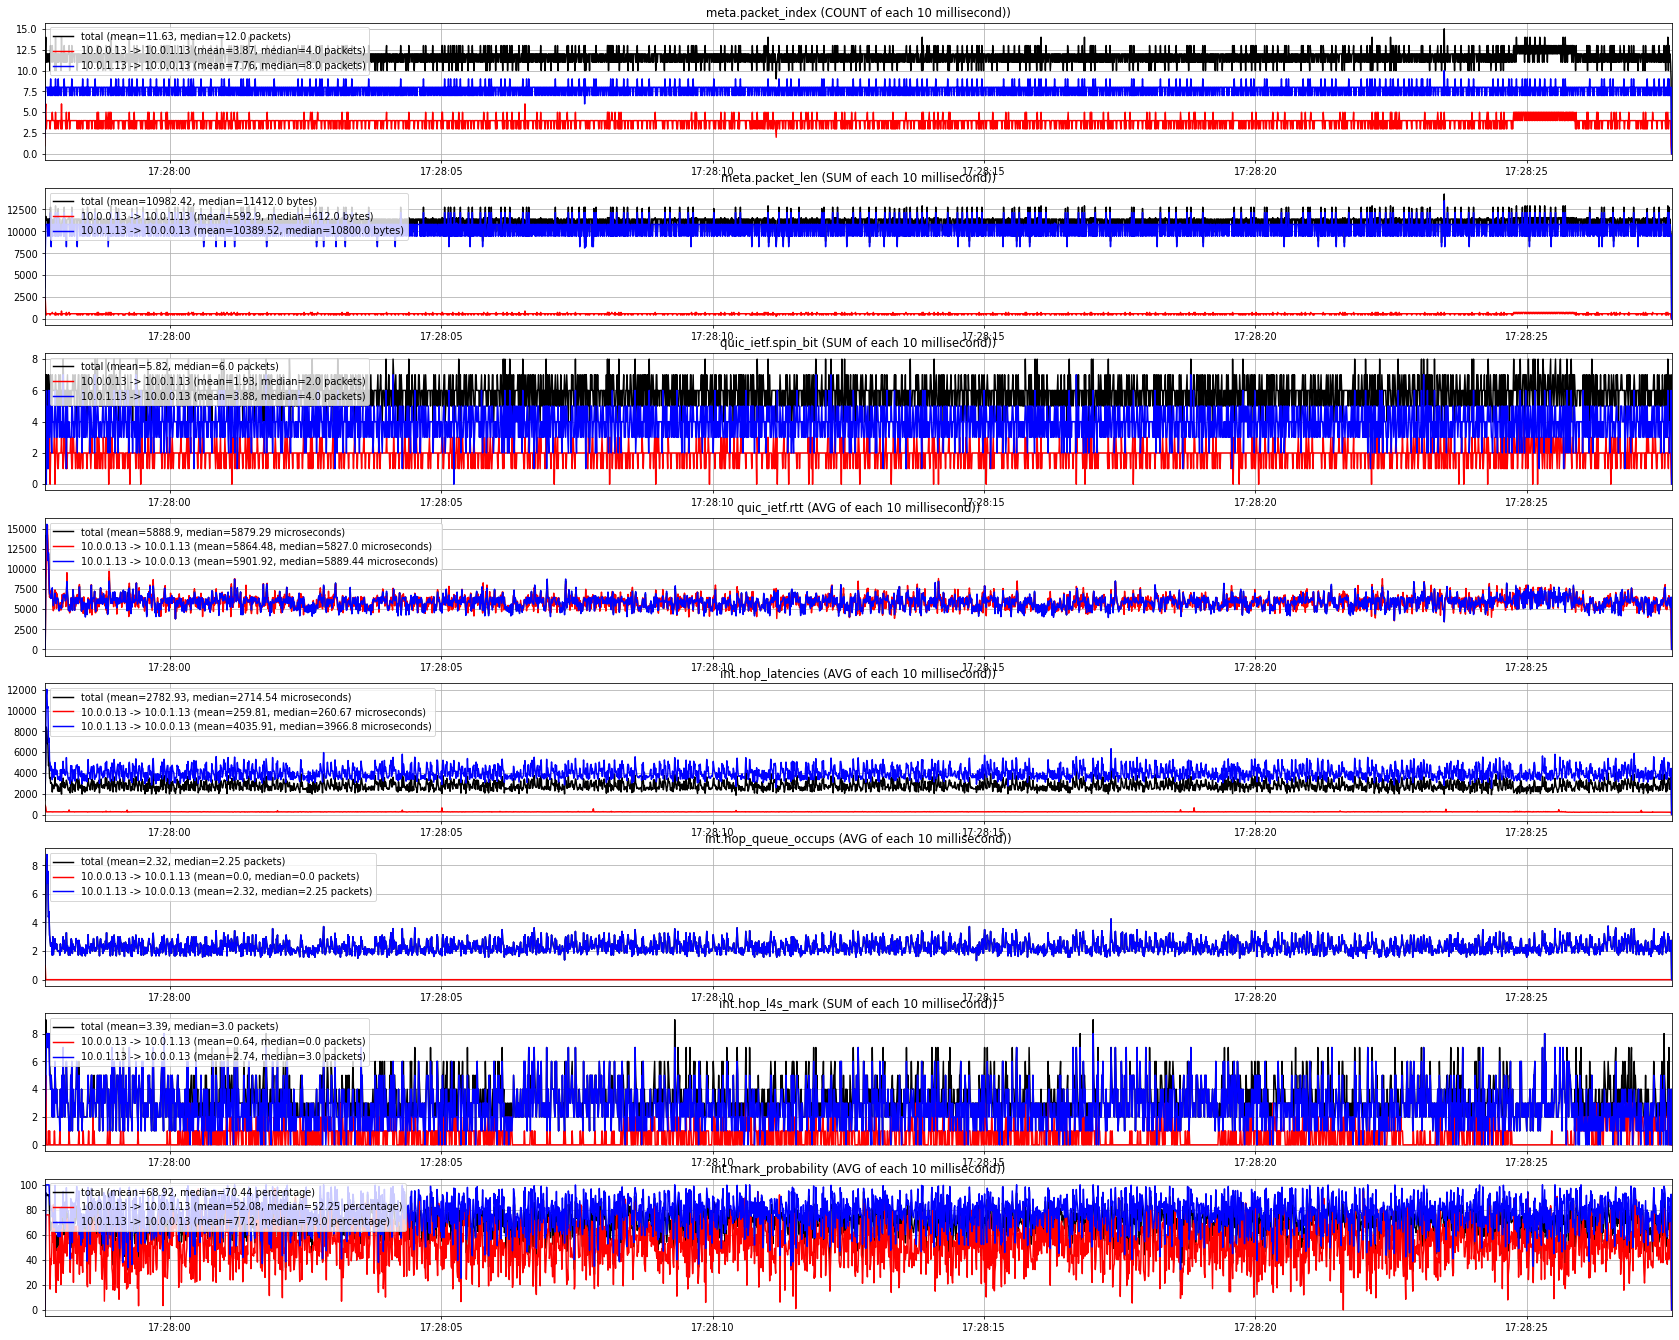 meta.packet_index (COUNT of each 10 millisecond))
15.0
12.5
10.0
7.5
5.0
2.5
0.0
total (mean=11.63, median=12.0 packets)
10.0.0.13 -> 10.0.1.13 (mean=3.87, median=4.0 packets)
10.0.1.13 -> 10.0.0.13 (mean=7.76, median=8.0 packets)
17:28:00 17:28:05 17:28:10 17:28:15 17:28:20 17:28:25
meta.packet_len (SUM of each 10 millisecond))
12500
10000
7500
5000
2500
0
total (mean=10982.42, median=11412.0 bytes)
10.0.0.13 -> 10.0.1.13 (mean=592.9, median=612.0 bytes)
10.0.1.13 -> 10.0.0.13 (mean=10389.52, median=10800.0 bytes)
17:28:00 17:28:05 17:28:10 17:28:15 17:28:20 17:28:25
quic_ietf.spin_bit (SUM of each 10 millisecond))
8
6
4
2
0
total (mean=5.82, median=6.0 packets)
10.0.0.13 -> 10.0.1.13 (mean=1.93, median=2.0 packets)
10.0.1.13 -> 10.0.0.13 (mean=3.88, median=4.0 packets)
17:28:00 17:28:05 17:28:10 17:28:15 17:28:20 17:28:25
quic_ietf.rtt (AVG of each 10 millisecond))
15000
12500
10000
7500
5000
2500
0
total (mean=5888.9, median=5879.29 microseconds)
10.0.0.13 -> 10.0.1.13 (mean=5864.48, median=5827.0 microseconds)
10.0.1.13 -> 10.0.0.13 (mean=5901.92, median=5889.44 microseconds)
17:28:00 17:28:05 17:28:10 17:28:15 17:28:20 17:28:25
int.hop_latencies (AVG of each 10 millisecond))
12000
10000
8000
6000
4000
2000
0
total (mean=2782.93, median=2714.54 microseconds)
10.0.0.13 -> 10.0.1.13 (mean=259.81, median=260.67 microseconds)
10.0.1.13 -> 10.0.0.13 (mean=4035.91, median=3966.8 microseconds)
17:28:00 17:28:05 17:28:10 17:28:15 17:28:20 17:28:25
int.hop_queue_occups (AVG of each 10 millisecond))
8
6
4
2
0
total (mean=2.32, median=2.25 packets)
10.0.0.13 -> 10.0.1.13 (mean=0.0, median=0.0 packets)
10.0.1.13 -> 10.0.0.13 (mean=2.32, median=2.25 packets)
17:28:00 17:28:05 17:28:10 17:28:15 17:28:20 17:28:25
int.hop_l4s_mark (SUM of each 10 millisecond))
8
6
4
2
0
total (mean=3.39, median=3.0 packets)
10.0.0.13 -> 10.0.1.13 (mean=0.64, median=0.0 packets)
10.0.1.13 -> 10.0.0.13 (mean=2.74, median=3.0 packets)
17:28:00 17:28:05 17:28:10 17:28:15 17:28:20 17:28:25
int.mark_probability (AVG of each 10 millisecond))
100
80
60
40
20
0
total (mean=68.92, median=70.44 percentage)
10.0.0.13 -> 10.0.1.13 (mean=52.08, median=52.25 percentage)
10.0.1.13 -> 10.0.0.13 (mean=77.2, median=79.0 percentage)
17:28:00 17:28:05 17:28:10 17:28:15 17:28:20 17:28:25